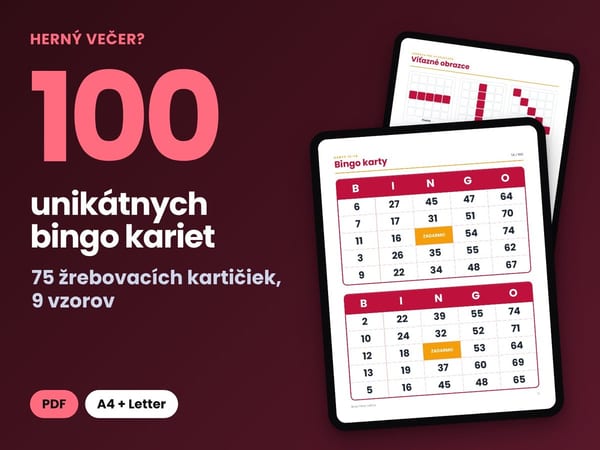 HERNÝ VEČER?
100
unikátnych
bingo kariet
75 žrebovacích kartičiek,
9 vzorov
PDF
A4 + Letter
Víťazné obrazce
Bingo karty
B I N G O
6 27 45 47 64
7 17 31 51 70
11 16 ZADARMO 54 74
3 26 35 55 62
9 22 34 48 67
B I N G O
2 22 39 55 74
10 24 32 52 71
12 18 ZADARMO 53 64
13 19 37 60 69
5 16 45 48 65